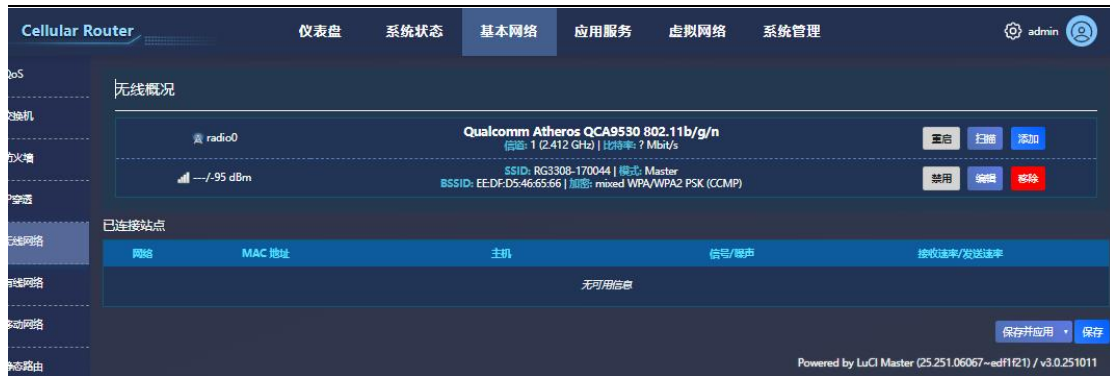 Cellular Router 仪表盘 系统状态 基本网络 应用服务 虚拟网络 系统管理 admin
QoS
交换机
防火墙
IP穿透
无线网络
有线网络
移动网络
静态路由
无线概况
radio0 Qualcomm Atheros QCA9530 802.11b/g/n 重启 扫描 添加
信道: 1 (2.412 GHz) | 比特率: ? Mbit/s
---/-95 dBm SSID: RG3308-170044 | 模式: Master 禁用 编辑 移除
BSSID: EE:DF:D5:46:65:66 | 加密: mixed WPA/WPA2 PSK (CCMP)
已连接站点
网络 MAC 地址 主机 信号/噪声 接收速率/发送速率
无可用信息
保存并应用 保存
Powered by LuCI Master (25.251.06067~edf1f21) / v3.0.251011